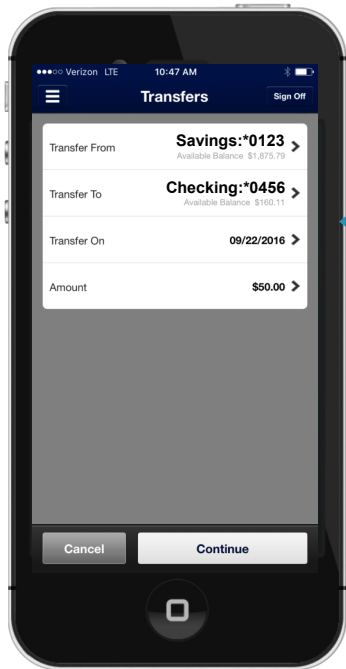 Verizon LTE 10:47 AM
Transfers Sign Off
Transfer From Savings:*0123
Available Balance $1,875.79
Transfer To Checking:*0456
Available Balance $160.11
Transfer On 09/22/2016
Amount $50.00
Cancel Continue